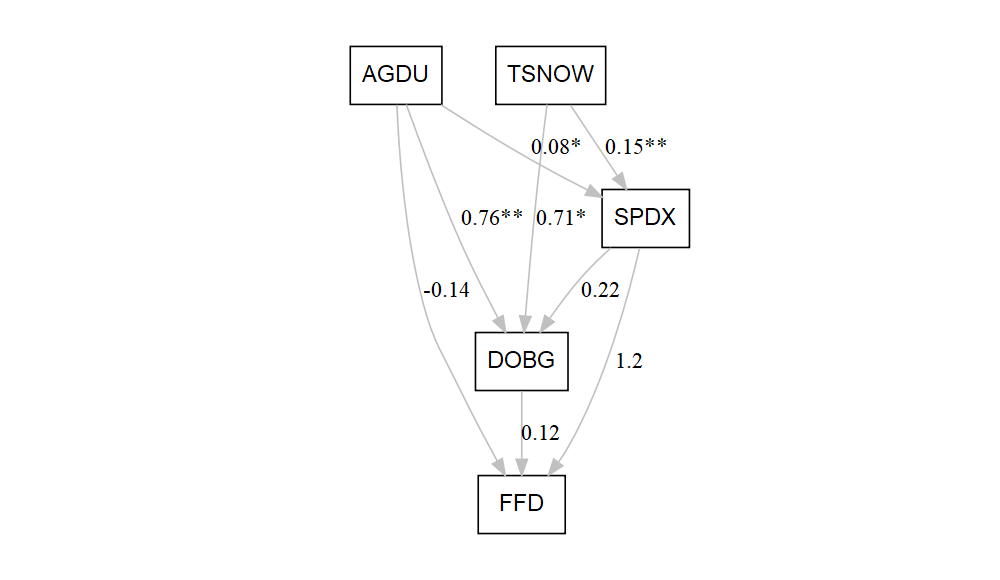 AGDU
TSNOW
0.08*
0.15**
SPDX
0.76**
0.71*
-0.14
0.22
DOBG
1.2
0.12
FFD